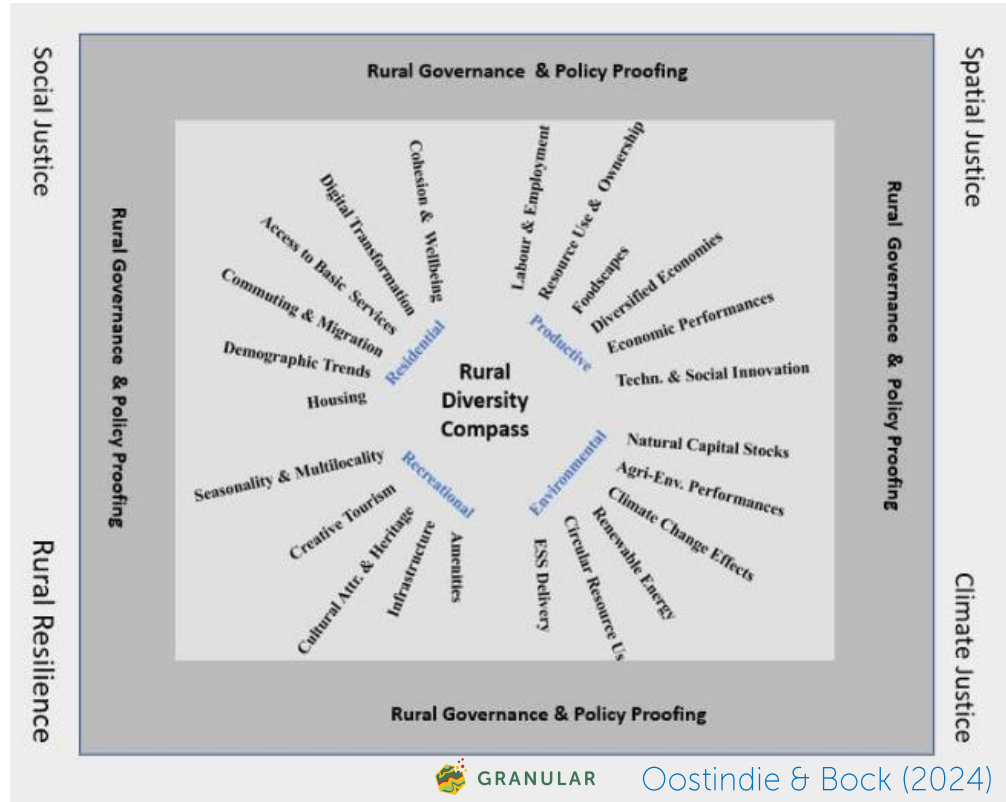 Social Justice
Spatial Justice
Rural Governance & Policy Proofing
Rural Governance & Policy Proofing
Rural Governance & Policy Proofing
Cohesion & Wellbeing
Digital Transformation
Access to Basic Services
Commuting & Migration
Demographic Trends
Housing
Residential
Labour & Employment
Resource Use & Ownership
Foodscapes
Diversified Economies
Economic Performances
Techn. & Social Innovation
Productive
Rural
Diversity
Compass
Seasonality & Multilocality
Creative Tourism
Cultural Attr. & Heritage
Infrastructure
Amenities
Recreational
Natural Capital Stocks
Agri-Env. Performances
Climate Change Effects
Renewable Energy
Circular Resource Us
ESS Delivery
Environmental
Rural Resilience
Climate Justice
Rural Governance & Policy Proofing
GRANULAR
Oostindie & Bock (2024)